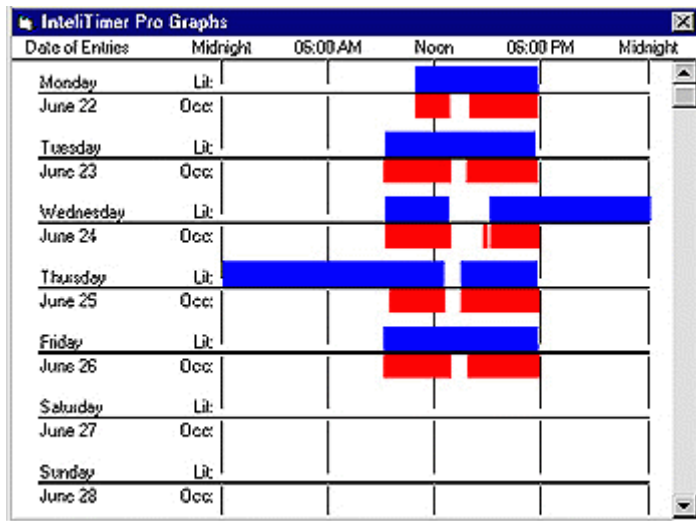 InteliTimer Pro Graphs
Date of Entries Midnight 06:00 AM Noon 06:00 PM Midnight
Monday Lit:
June 22 Occ:
Tuesday Lit:
June 23 Occ:
Wednesday Lit:
June 24 Occ:
Thursday Lit:
June 25 Occ:
Friday Lit:
June 26 Occ:
Saturday Lit:
June 27 Occ:
Sunday Lit:
June 28 Occ: